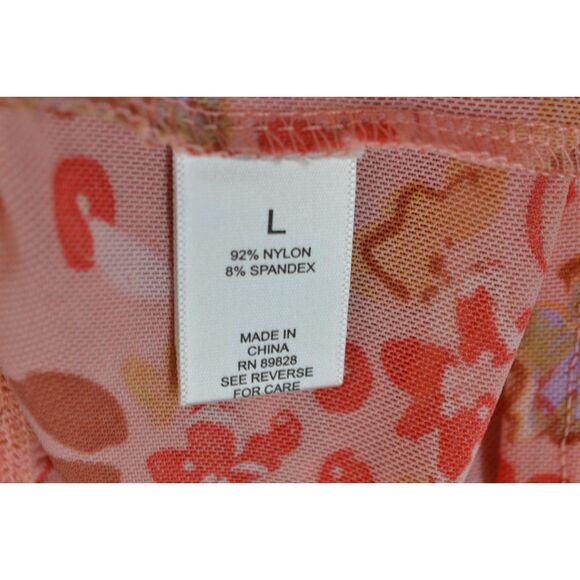 L
92% NYLON
8% SPANDEX
MADE IN
CHINA
RN 89828
SEE REVERSE
FOR CARE